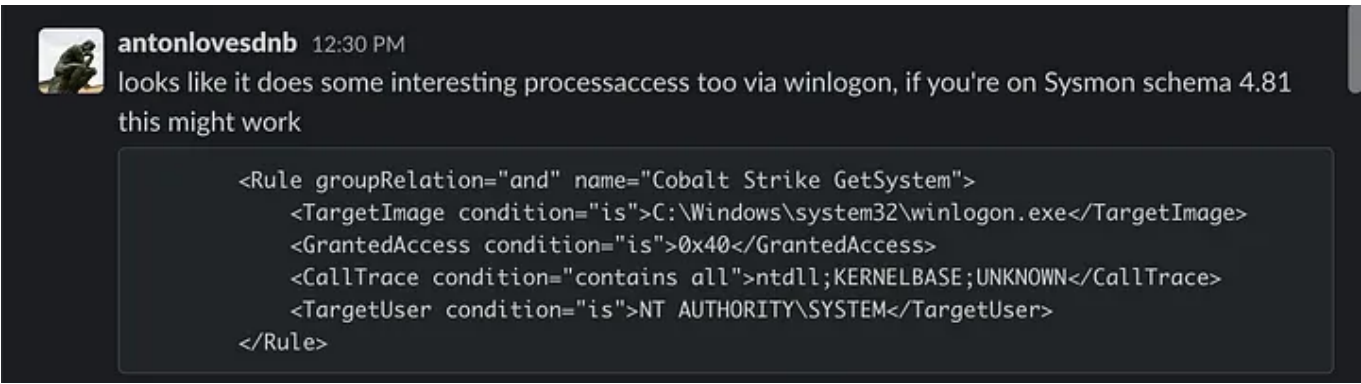 antonlovesdnb 12:30 PM
looks like it does some interesting processaccess too via winlogon, if you're on Sysmon schema 4.81
this might work
<Rule groupRelation="and" name="Cobalt Strike GetSystem">
<TargetImage condition="is">C:\Windows\system32\winlogon.exe</TargetImage>
<GrantedAccess condition="is">0x40</GrantedAccess>
<CallTrace condition="contains all">ntdll;KERNELBASE;UNKNOWN</CallTrace>
<TargetUser condition="is">NT AUTHORITY\SYSTEM</TargetUser>
</Rule>